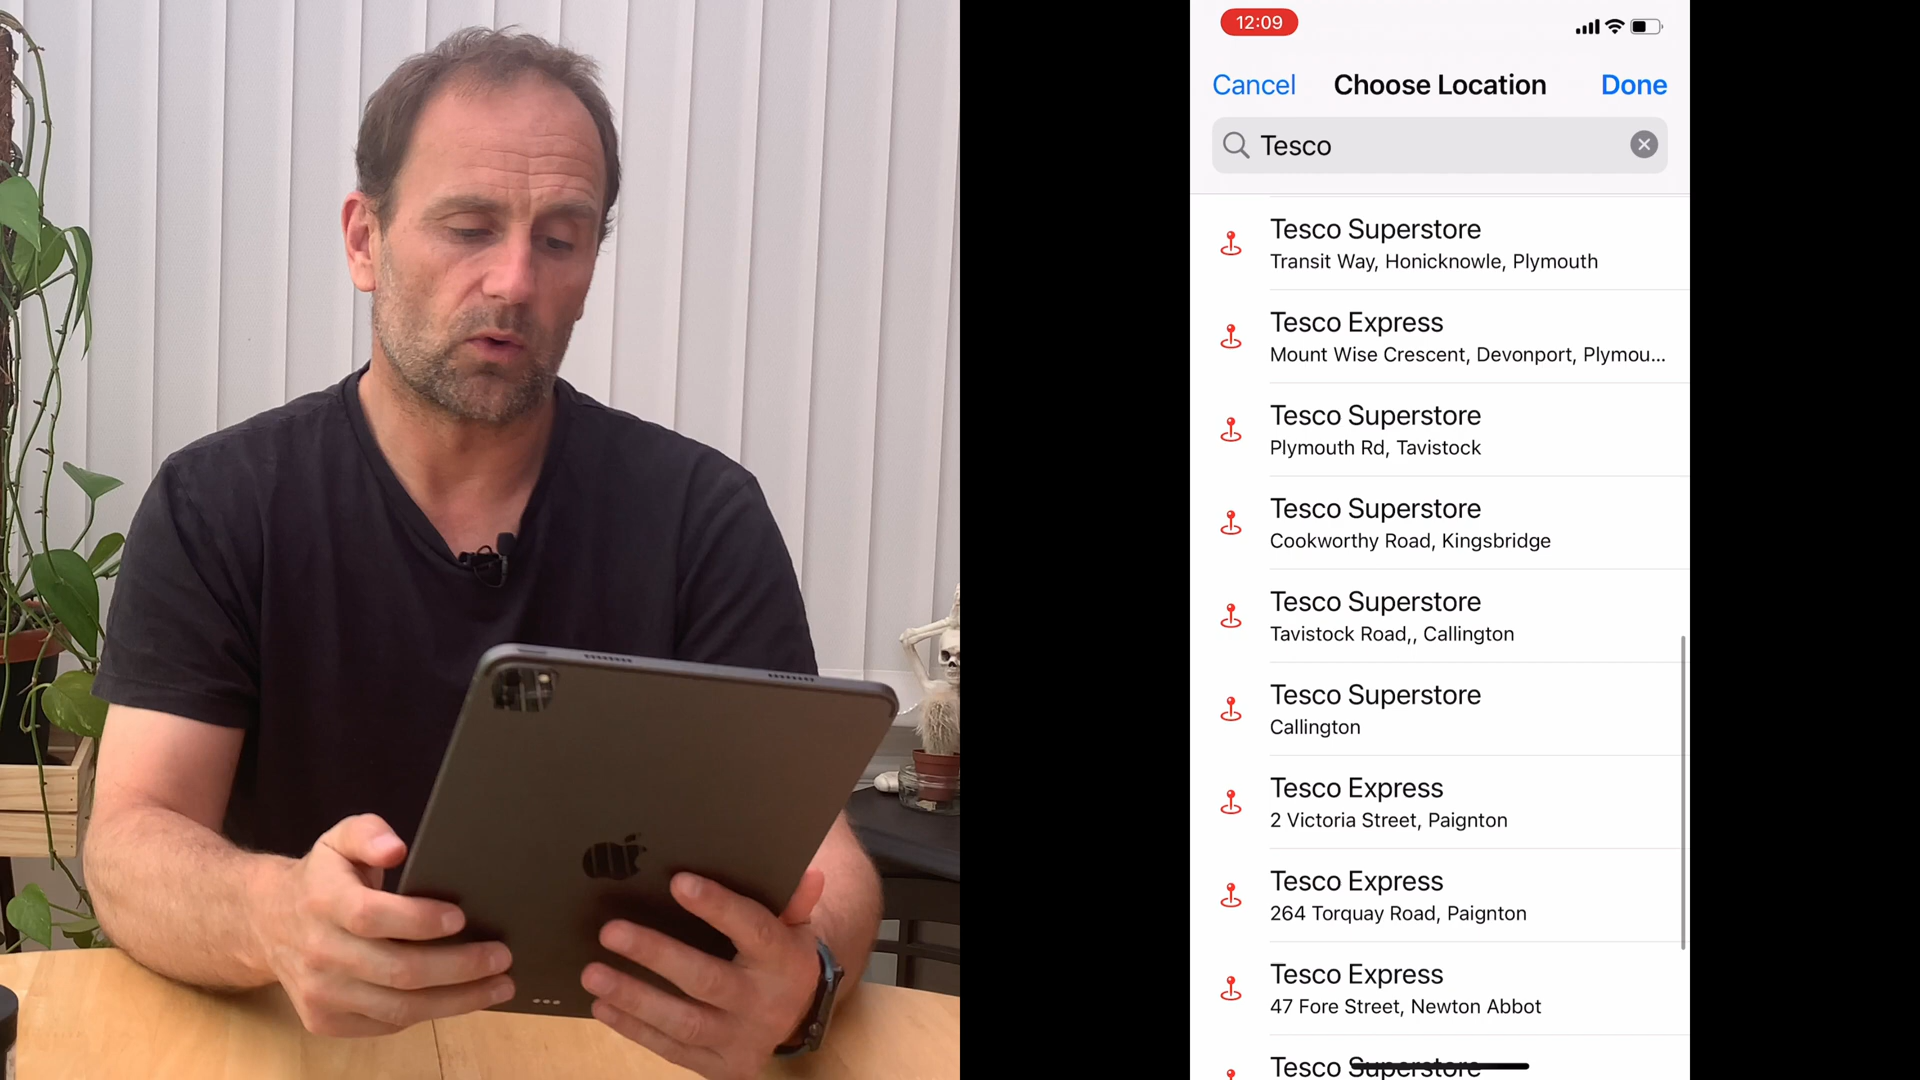 12:09
Cancel
Choose Location
Done
Tesco
Tesco Superstore
Transit Way, Honicknowle, Plymouth
Tesco Express
Mount Wise Crescent, Devonport, Plymou...
Tesco Superstore
Plymouth Rd, Tavistock
Tesco Superstore
Cookworthy Road, Kingsbridge
Tesco Superstore
Tavistock Road,, Callington
Tesco Superstore
Callington
Tesco Express
2 Victoria Street, Paignton
Tesco Express
264 Torquay Road, Paignton
Tesco Express
47 Fore Street, Newton Abbot
Tesco Superstore